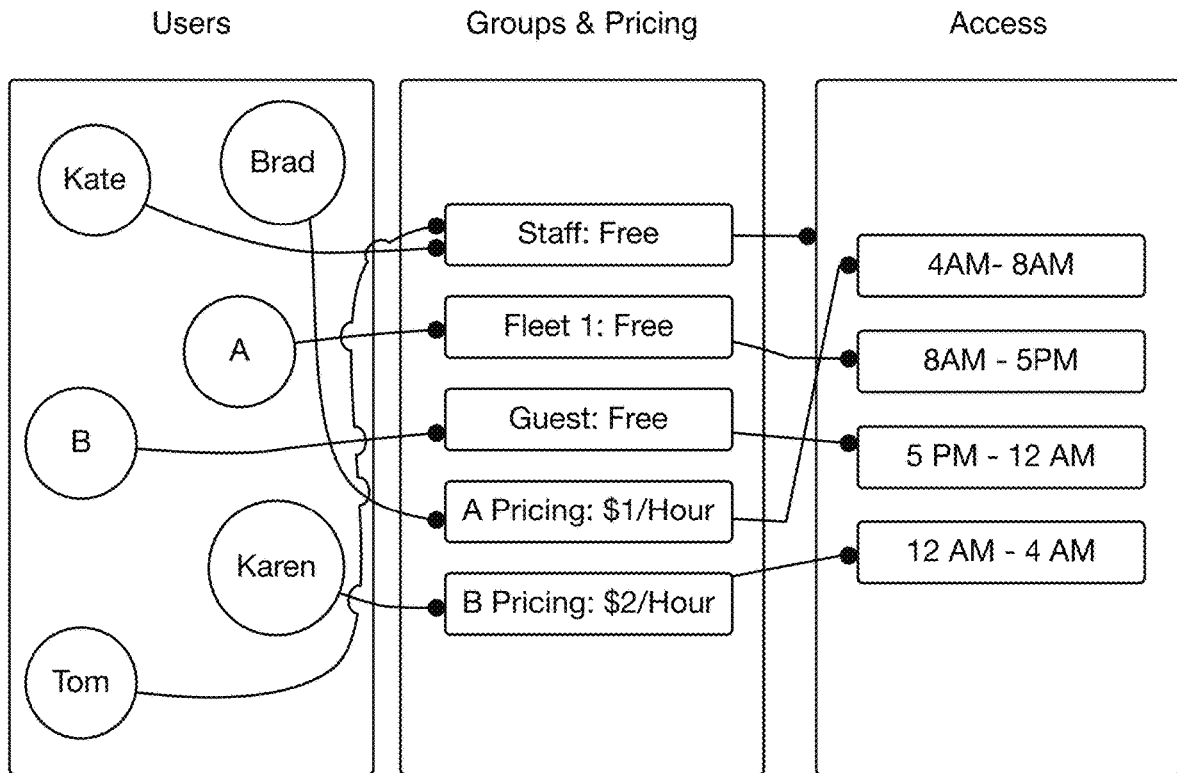 Users
Groups & Pricing
Access
Kate
Brad
A
B
Karen
Tom
Staff: Free
Fleet 1: Free
Guest: Free
A Pricing: $1/Hour
B Pricing: $2/Hour
4AM- 8AM
8AM - 5PM
5 PM - 12 AM
12 AM - 4 AM